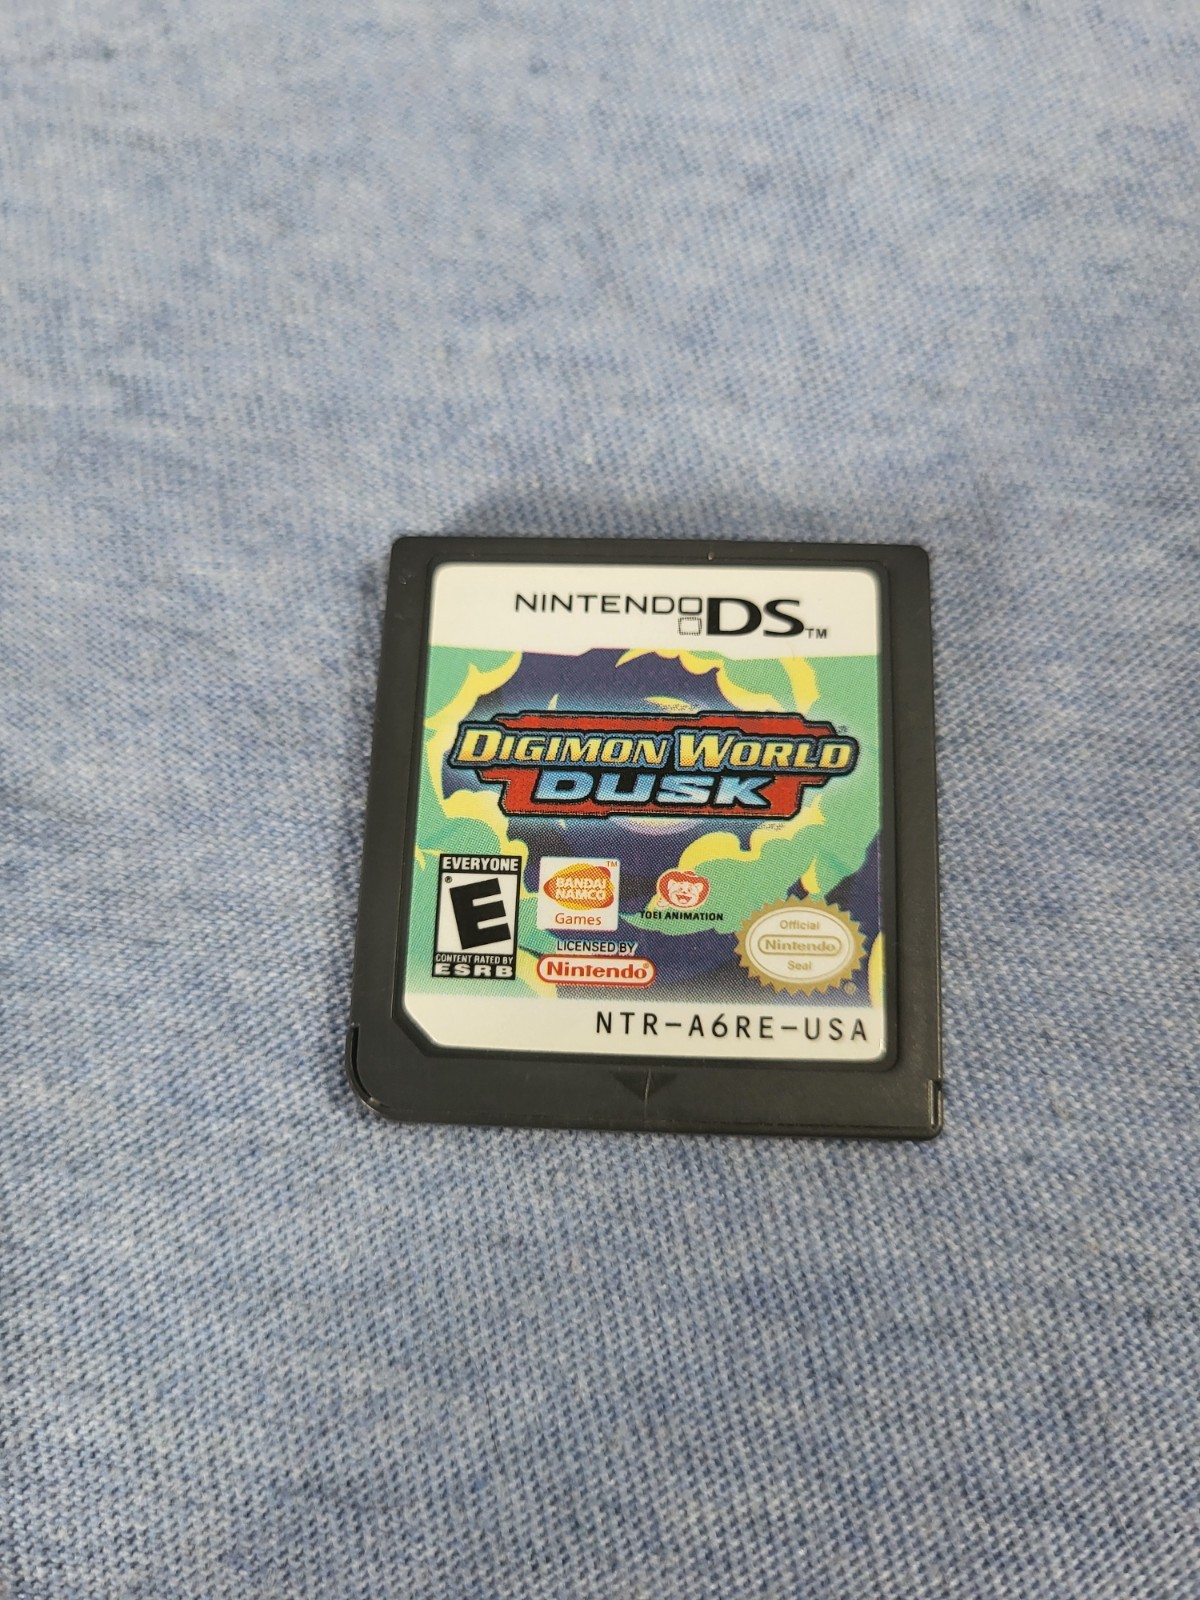 NINTENDO DS™
DIGIMON WORLD®
DUSK
EVERYONE
E®
CONTENT RATED BY
ESRB
BANDAI
NAMCO
Games
™
TOEI ANIMATION
LICENSED BY
Nintendo®
Official
Nintendo
Seal
®
NTR-A6RE-USA